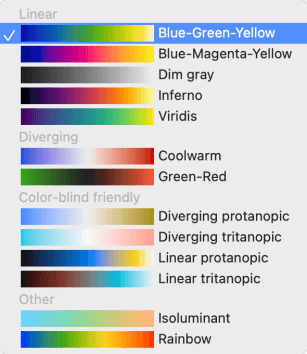 Linear
Blue-Green-Yellow
Blue-Magenta-Yellow
Dim gray
Inferno
Viridis
Diverging
Coolwarm
Green-Red
Color-blind friendly
Diverging protanopic
Diverging tritanopic
Linear protanopic
Linear tritanopic
Other
Isoluminant
Rainbow